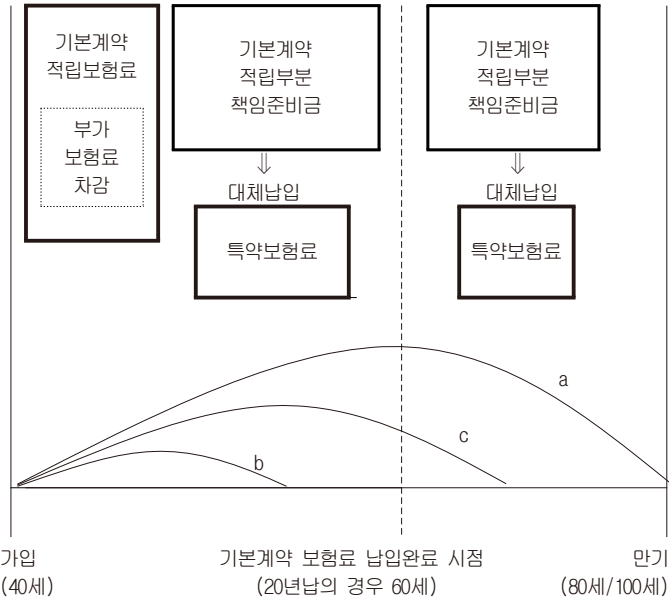 기본계약
적립보험료
부가
보험료
차감
기본계약
적립부분
책임준비금
대체납입
특약보험료
기본계약
적립부분
책임준비금
대체납입
특약보험료
a
c
b
가입
(40세)
기본계약 보험료 납입완료 시점
(20년납의 경우 60세)
만기
(80세/100세)